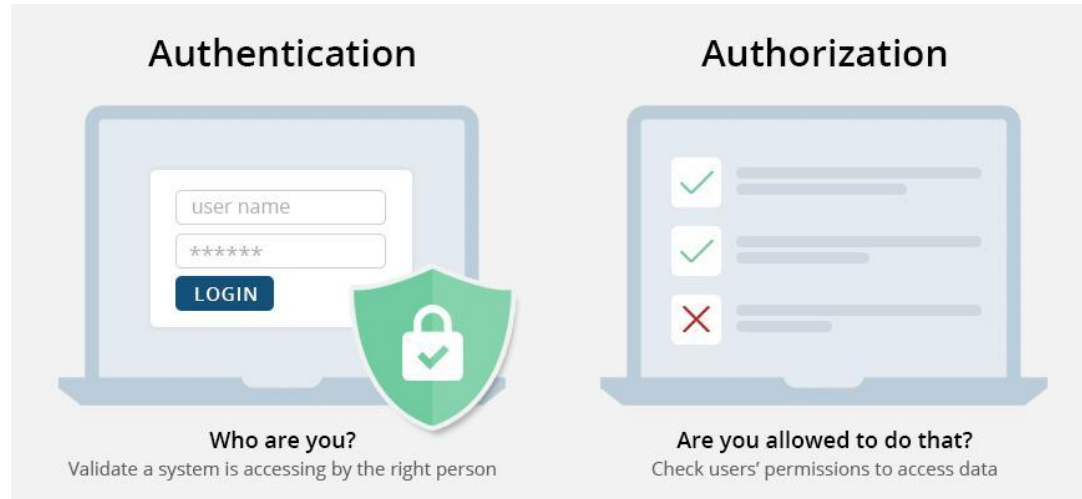 Authentication
user name
******
LOGIN
Who are you?
Validate a system is accessing by the right person
Authorization
Are you allowed to do that?
Check users' permissions to access data